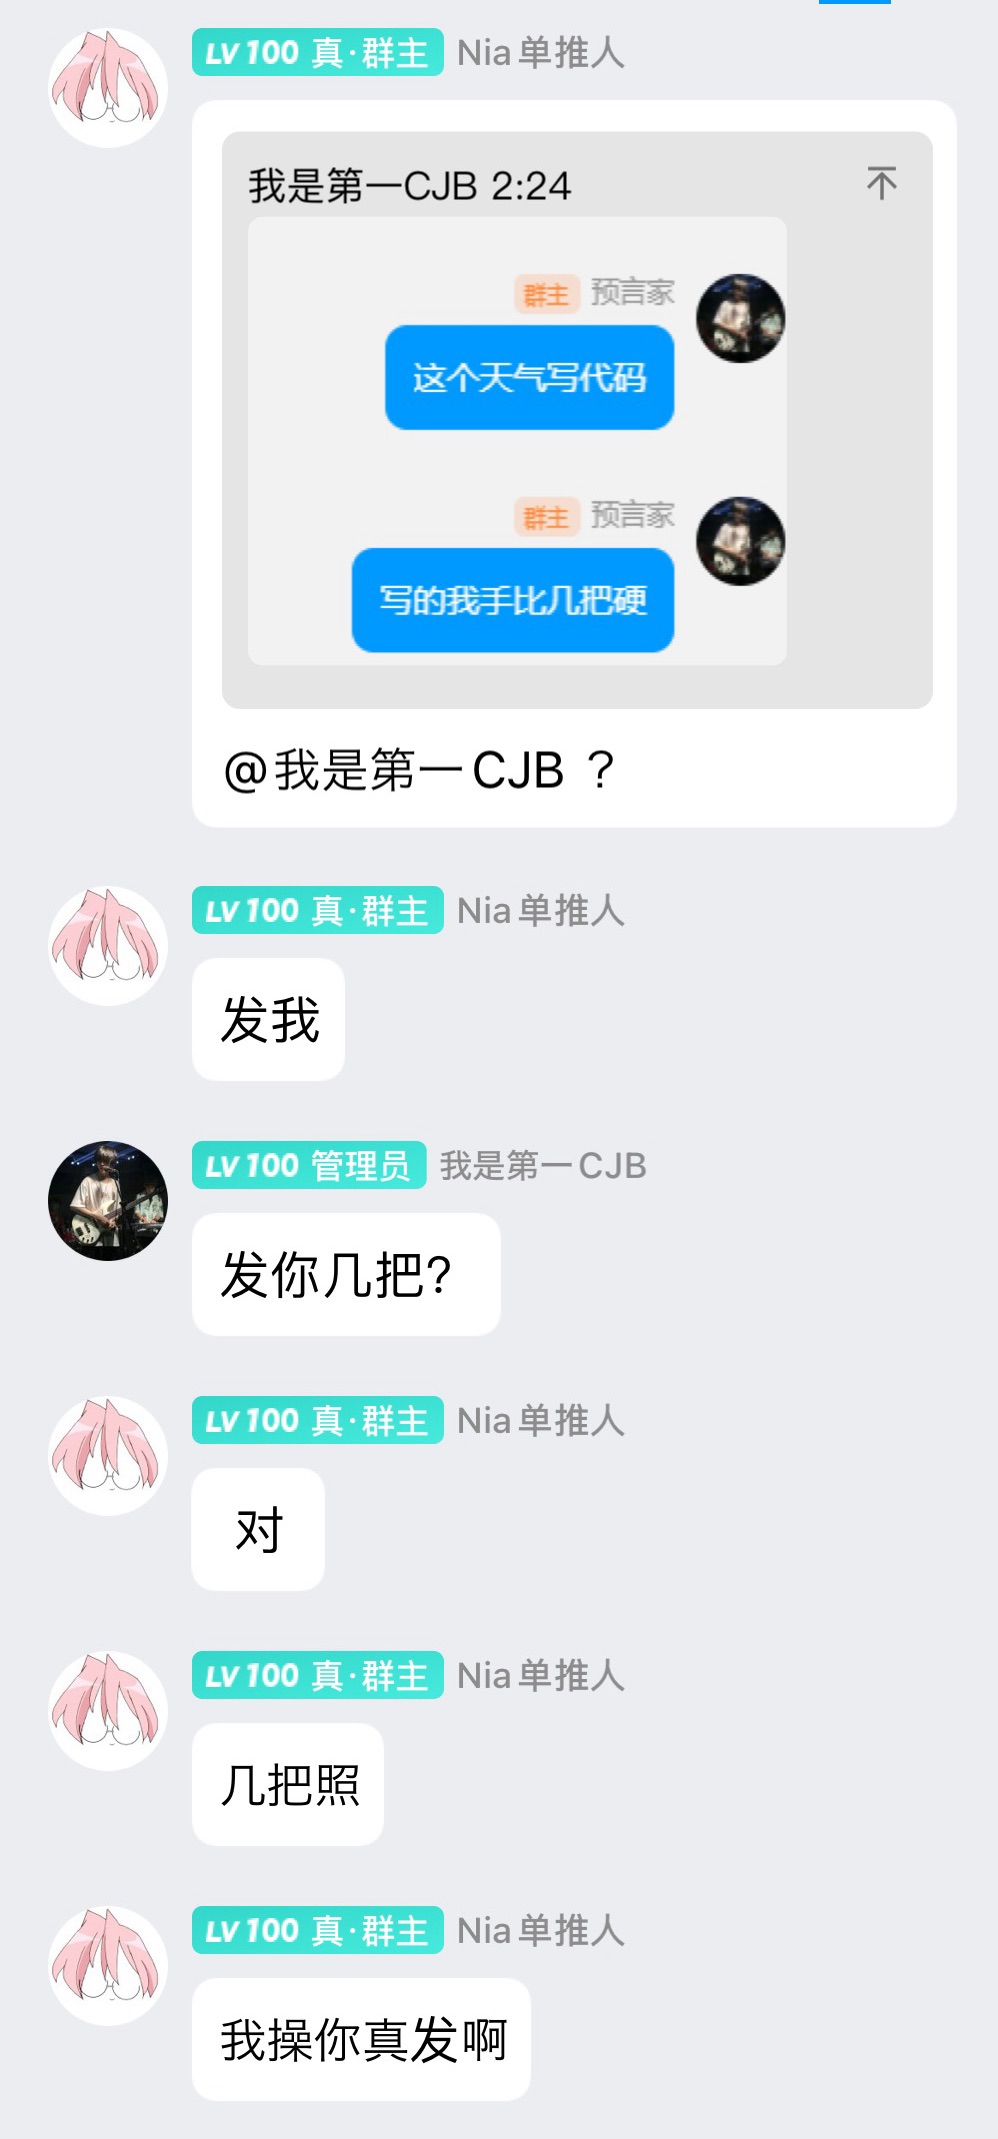 LV 100 真·群主 Nia单推人
我是第一CJB 2:24
群主 预言家
这个天气写代码
群主 预言家
写的我手比几把硬
@我是第一CJB ？
LV 100 真·群主 Nia单推人
发我
LV 100 管理员 我是第一CJB
发你几把?
LV 100 真·群主 Nia单推人
对
LV 100 真·群主 Nia单推人
几把照
LV 100 真·群主 Nia单推人
我操你真发啊